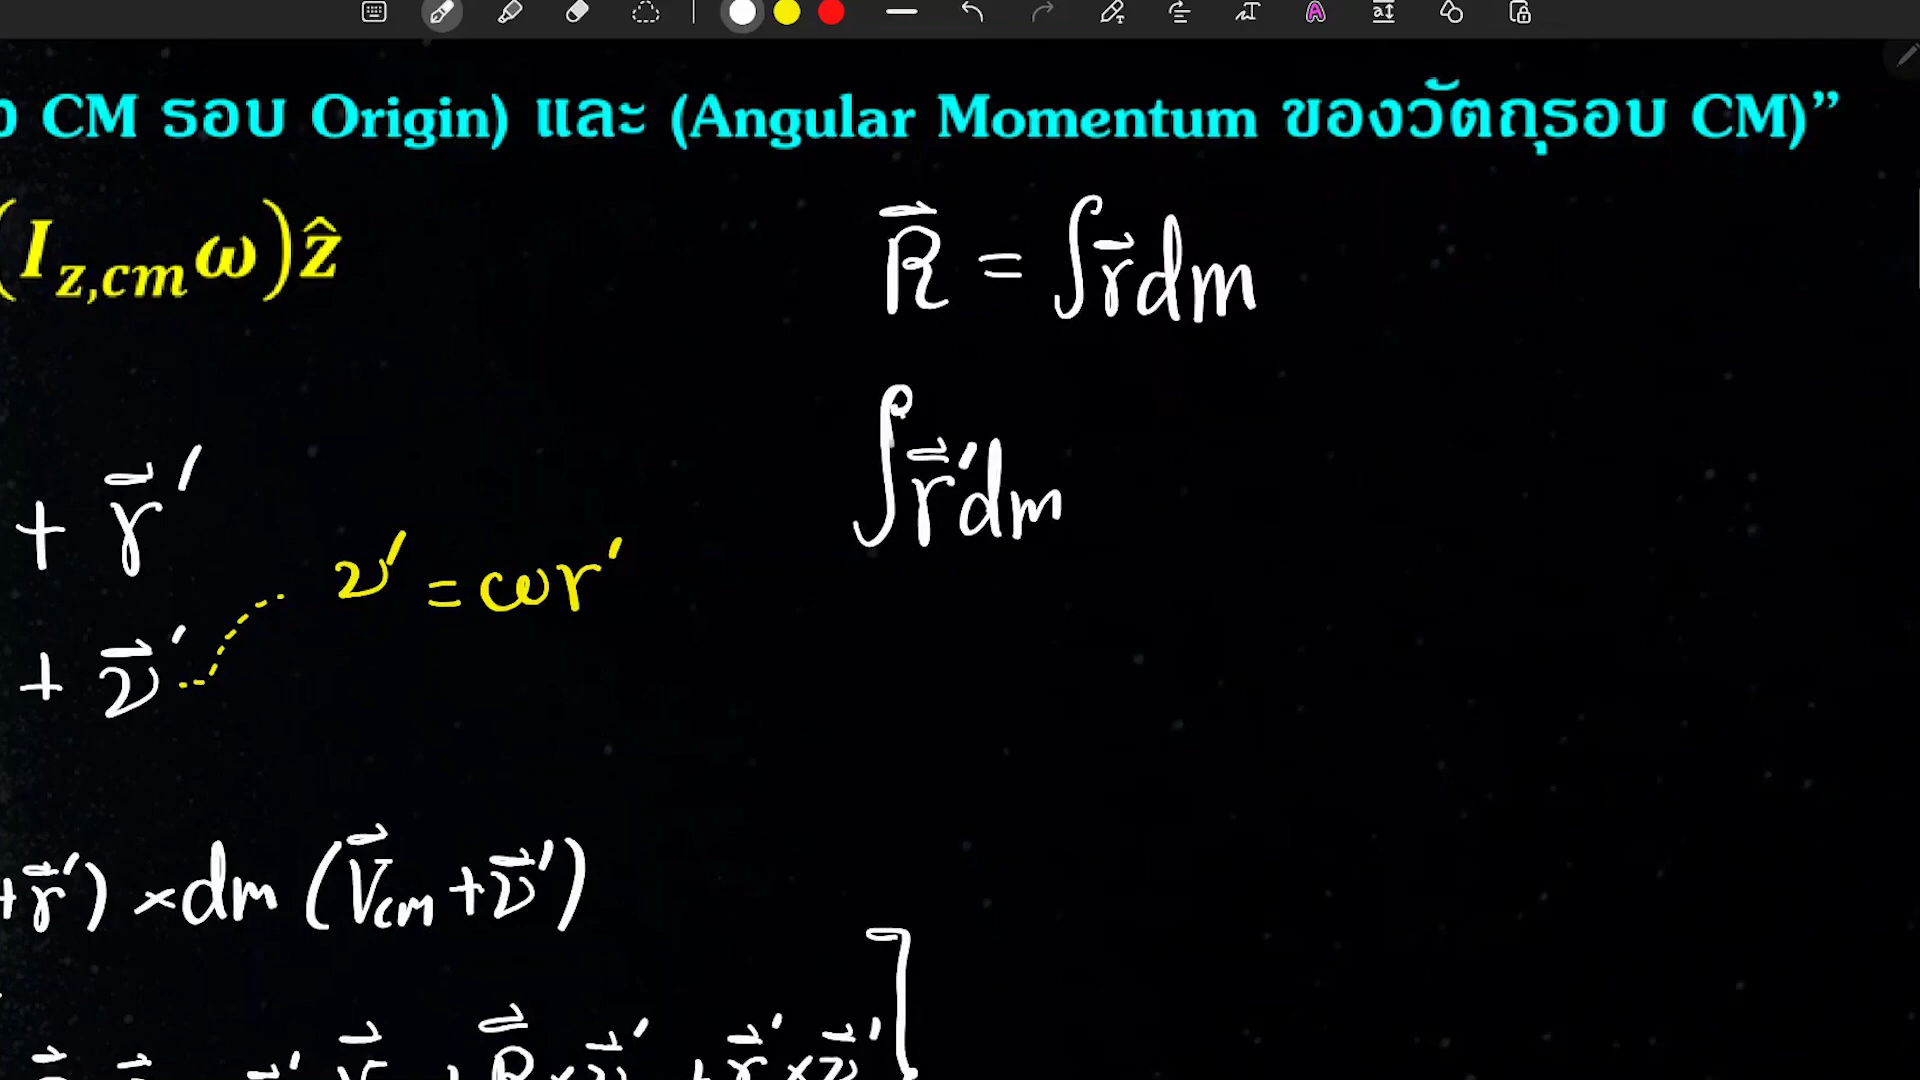 CM รอบ Origin) และ (Angular Momentum ของวัตถุรอบ CM)”
(I_{z,cm} ω) ẑ
R⃗ = ∫ r⃗ dm
∫ r⃗′ dm
+ r⃗′
v′ = ωr′
+ v⃗′
+ r⃗′) × dm (V⃗cm + v⃗′)
R⃗ × v⃗′ + r⃗′ × v⃗′ ]